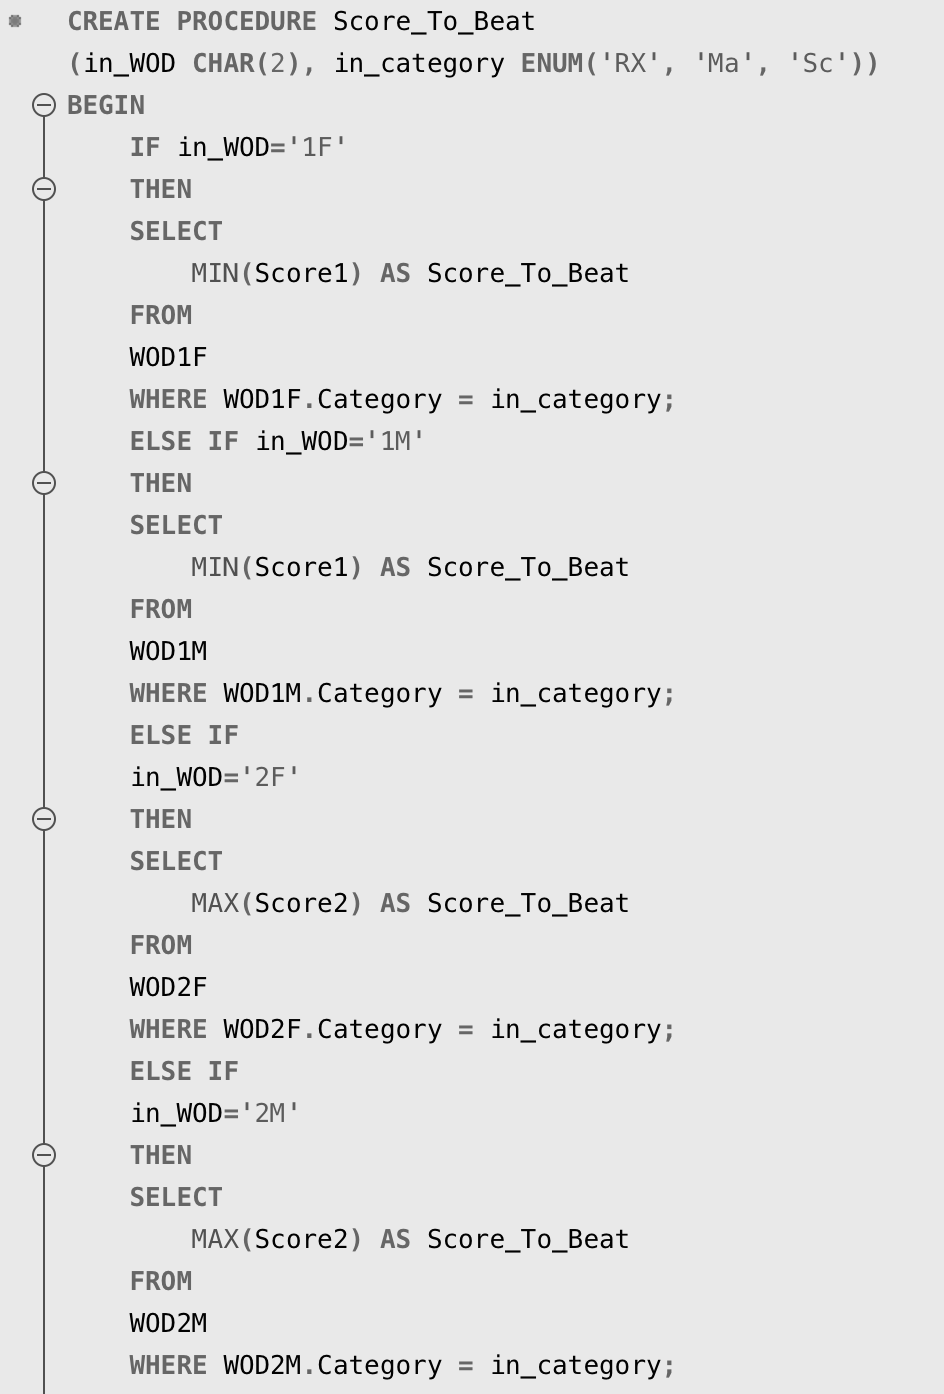 CREATE PROCEDURE Score_To_Beat
(in_WOD CHAR(2), in_category ENUM('RX', 'Ma', 'Sc'))
BEGIN
IF in_WOD='1F'
THEN
SELECT
MIN(Score1) AS Score_To_Beat
FROM
WOD1F
WHERE WOD1F.Category = in_category;
ELSE IF in_WOD='1M'
THEN
SELECT
MIN(Score1) AS Score_To_Beat
FROM
WOD1M
WHERE WOD1M.Category = in_category;
ELSE IF
in_WOD='2F'
THEN
SELECT
MAX(Score2) AS Score_To_Beat
FROM
WOD2F
WHERE WOD2F.Category = in_category;
ELSE IF
in_WOD='2M'
THEN
SELECT
MAX(Score2) AS Score_To_Beat
FROM
WOD2M
WHERE WOD2M.Category = in_category;